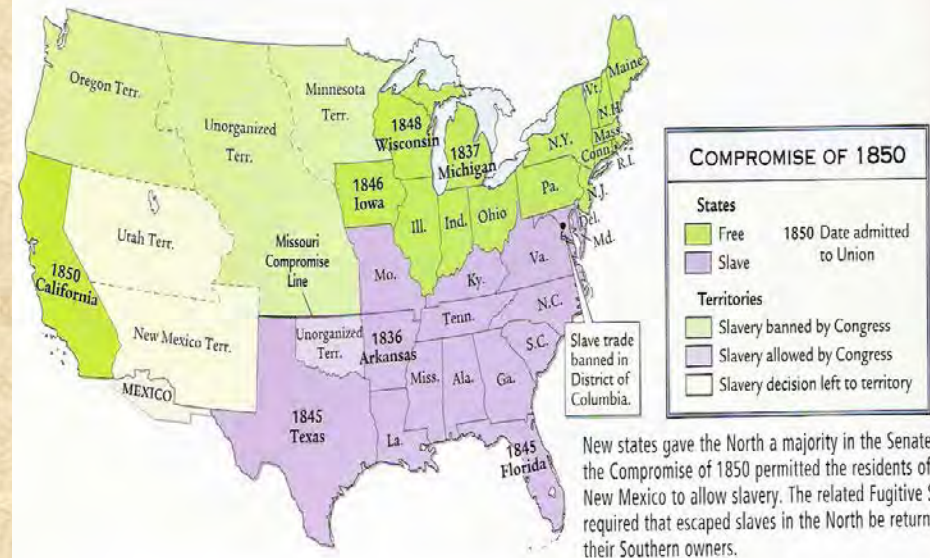 Oregon Terr.
Unorganized
Terr.
Minnesota
Terr.
1848
Wisconsin
1837
Michigan
Maine
Vt.
N.H.
Mass.
Conn.
R.I.
N.Y.
Pa.
N.J.
Del.
Md.
1846
Iowa
Ill.
Ind.
Ohio
Utah Terr.
1850
California
Missouri
Compromise
Line
Mo.
Ky.
Va.
N.C.
Tenn.
S.C.
New Mexico Terr.
Unorganized
Terr.
1836
Arkansas
Miss.
Ala.
Ga.
MEXICO
1845
Texas
La.
1845
Florida
Slave trade
banned in
District of
Columbia.
COMPROMISE OF 1850
States
Free
Slave
1850 Date admitted
to Union
Territories
Slavery banned by Congress
Slavery allowed by Congress
Slavery decision left to territory
New states gave the North a majority in the Senate
the Compromise of 1850 permitted the residents of
New Mexico to allow slavery. The related Fugitive S
required that escaped slaves in the North be return
their Southern owners.